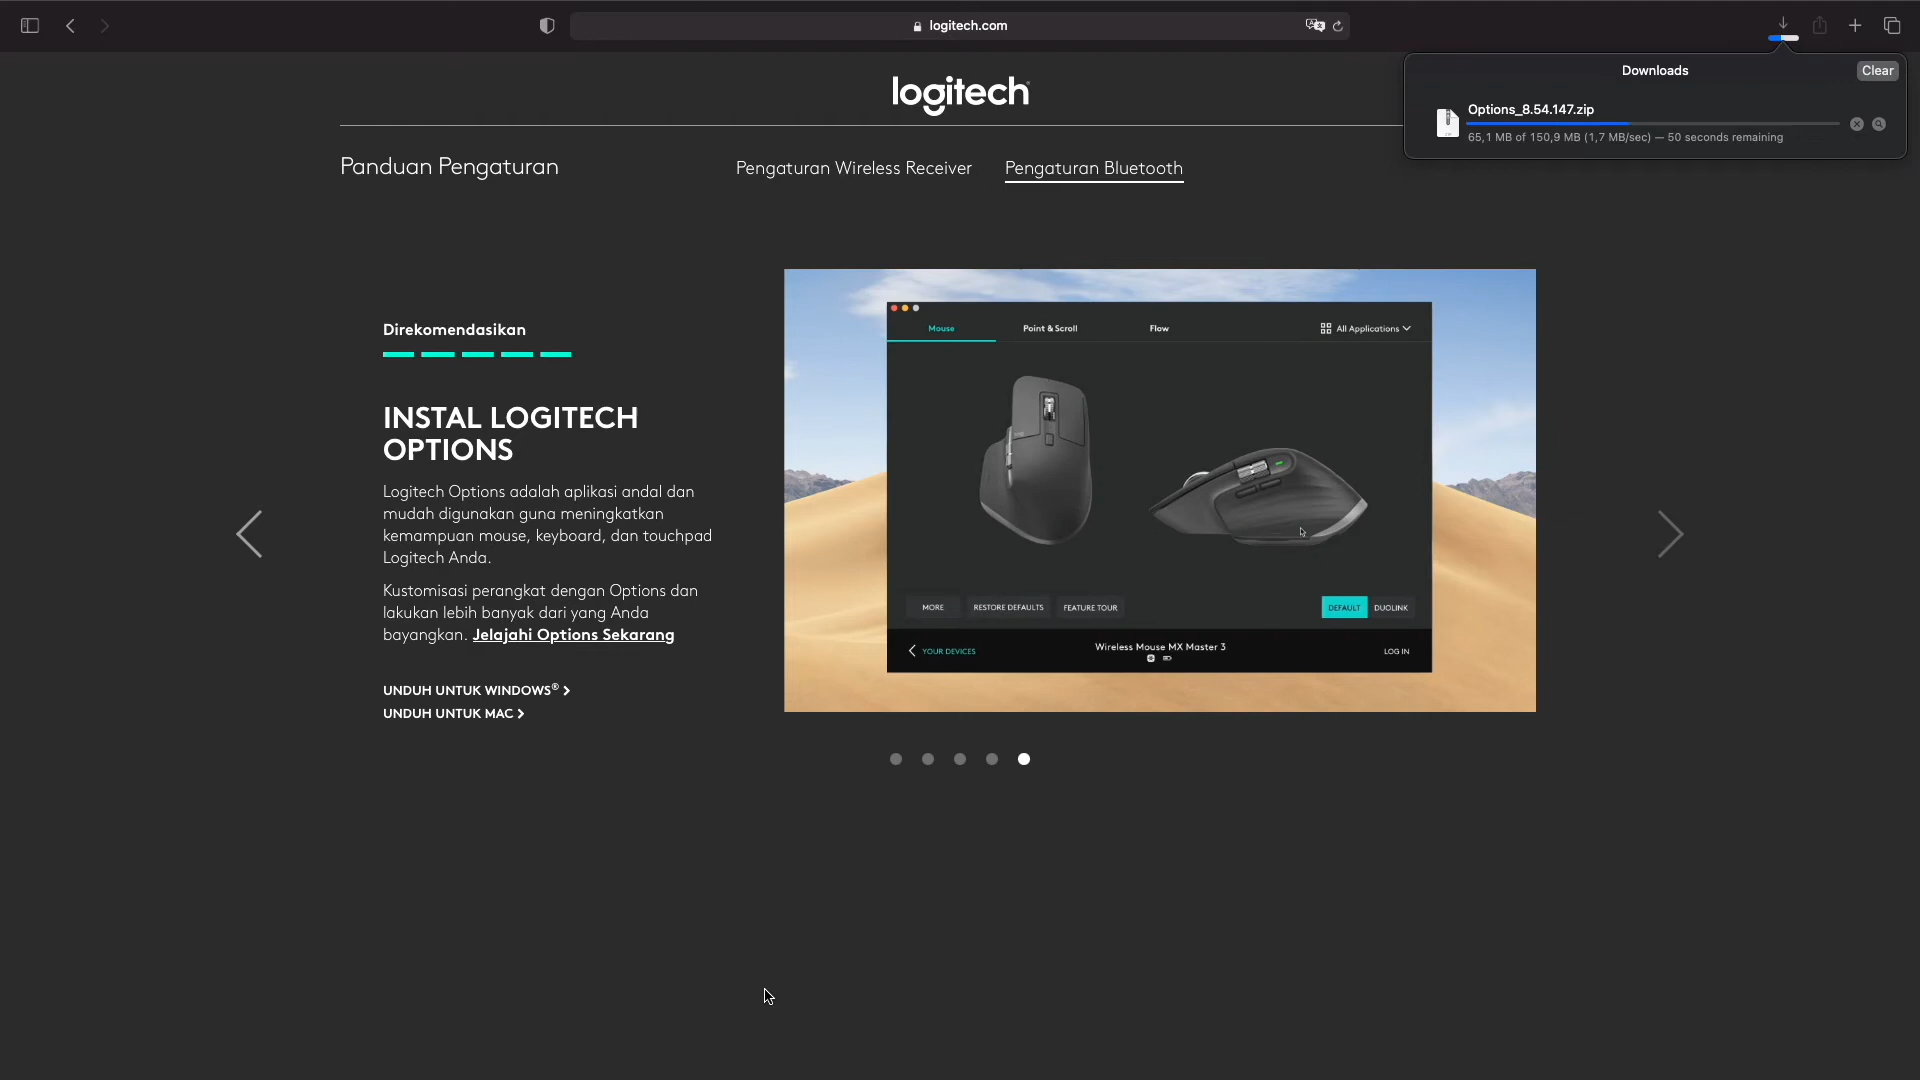 logitech.com
Downloads
Clear
Options_8.54.147.zip
65,1 MB of 150,9 MB (1,7 MB/sec) — 50 seconds remaining
logitech
Panduan Pengaturan
Pengaturan Wireless Receiver
Pengaturan Bluetooth
Direkomendasikan
INSTAL LOGITECH
OPTIONS
Logitech Options adalah aplikasi andal dan
mudah digunakan guna meningkatkan
kemampuan mouse, keyboard, dan touchpad
Logitech Anda.
Kustomisasi perangkat dengan Options dan
lakukan lebih banyak dari yang Anda
bayangkan. Jelajahi Options Sekarang
UNDUH UNTUK WINDOWS® >
UNDUH UNTUK MAC >
Mouse
Point & Scroll
Flow
All Applications
MORE
RESTORE DEFAULTS
FEATURE TOUR
DEFAULT
DUOLINK
YOUR DEVICES
Wireless Mouse MX Master 3
LOG IN